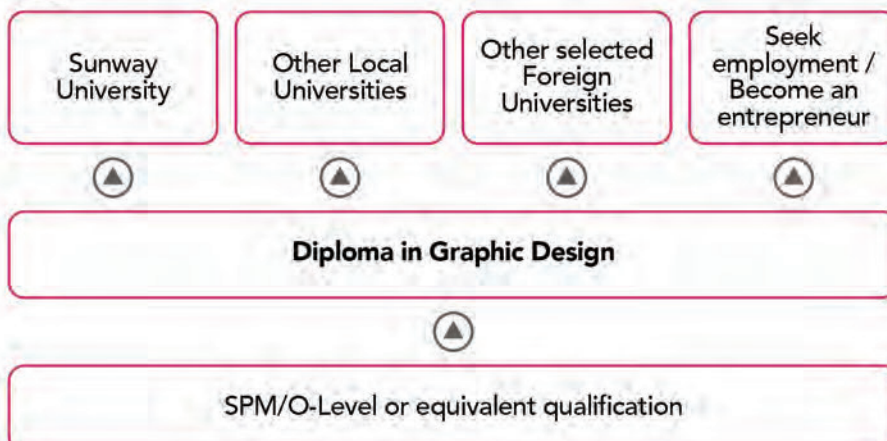 Sunway
University
Other Local
Universities
Other selected
Foreign
Universities
Seek
employment /
Become an
entrepreneur
Diploma in Graphic Design
SPM/O-Level or equivalent qualification